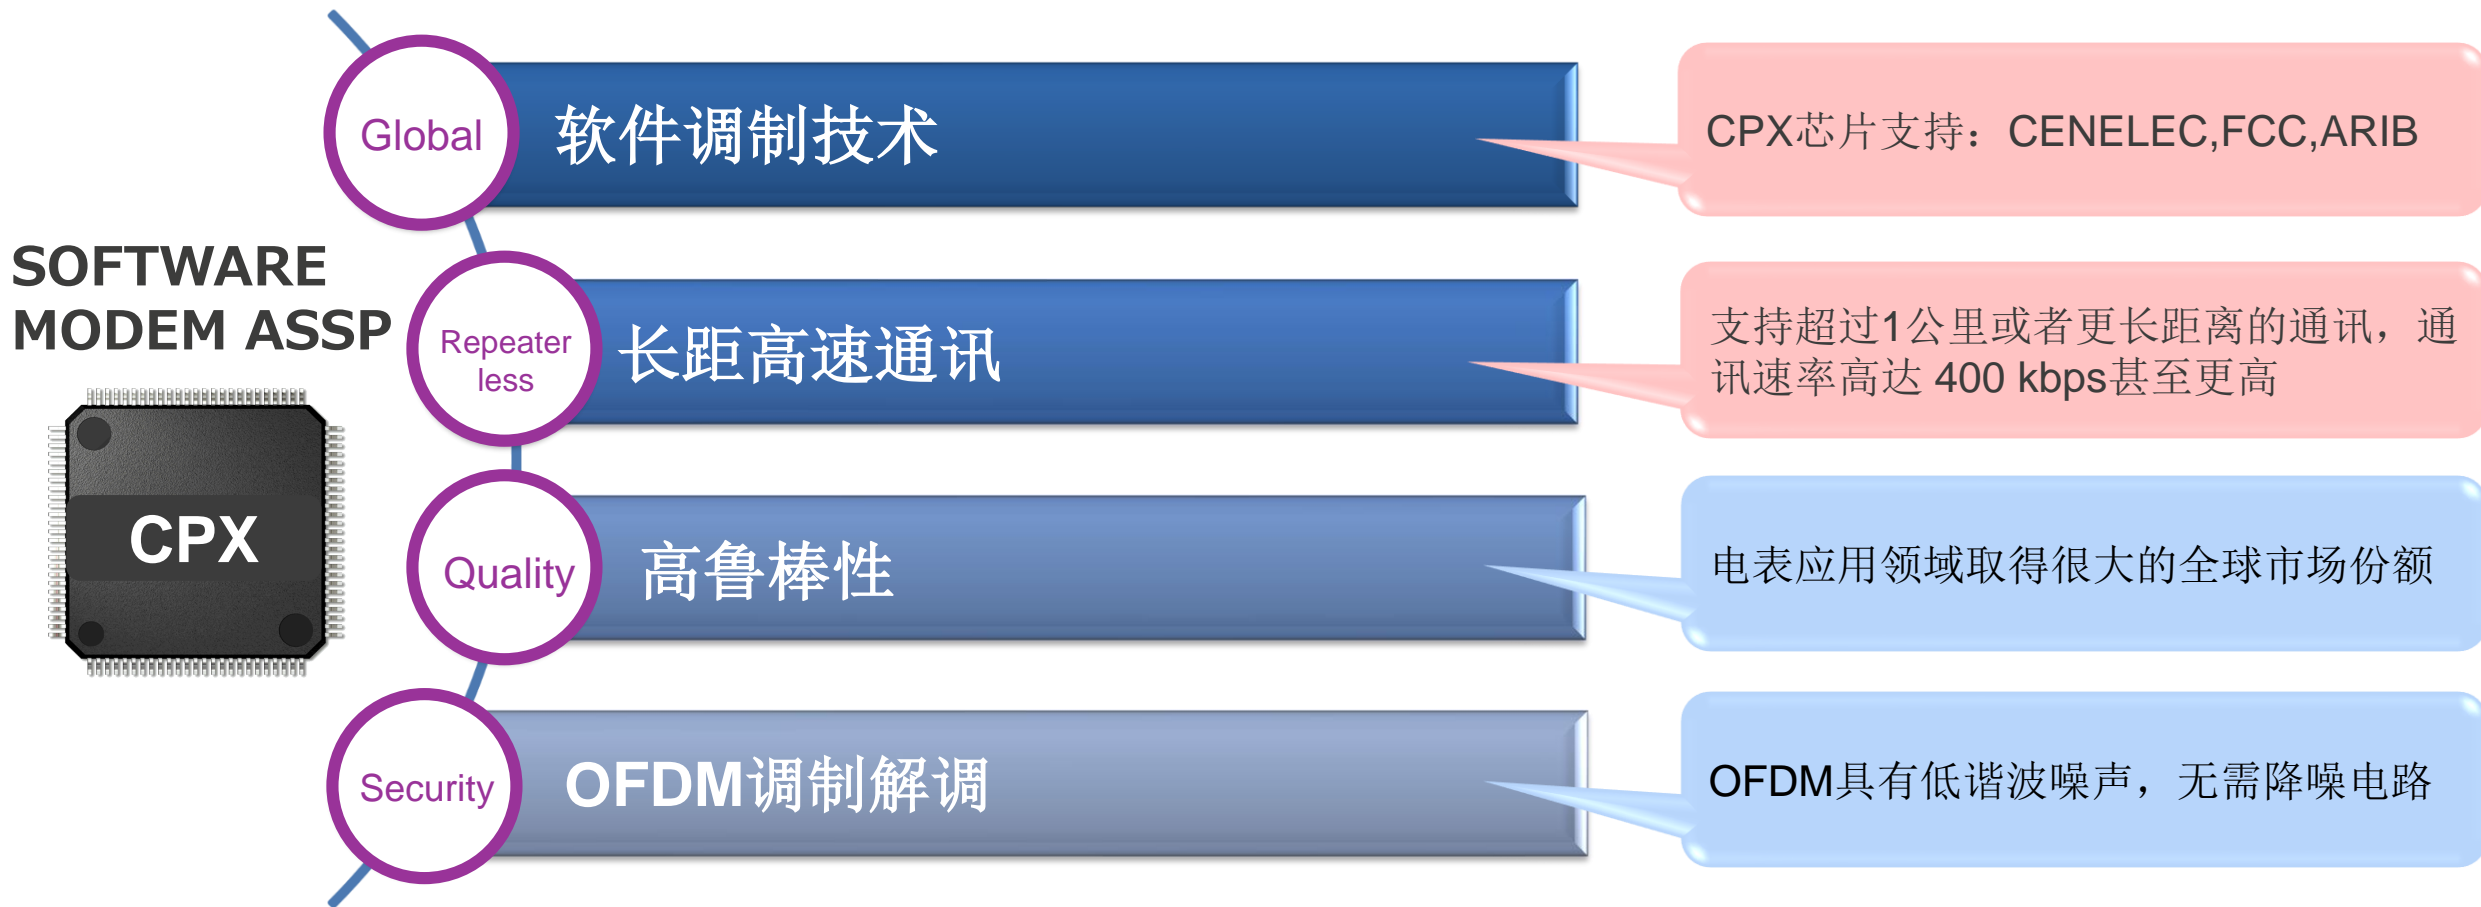 SOFTWARE
MODEM ASSP
CPX
Global
软件调制技术
CPX芯片支持：CENELEC,FCC,ARIB
Repeater
less
长距高速通讯
支持超过1公里或者更长距离的通讯，通
讯速率高达 400 kbps甚至更高
Quality
高鲁棒性
电表应用领域取得很大的全球市场份额
Security
OFDM调制解调
OFDM具有低谐波噪声，无需降噪电路